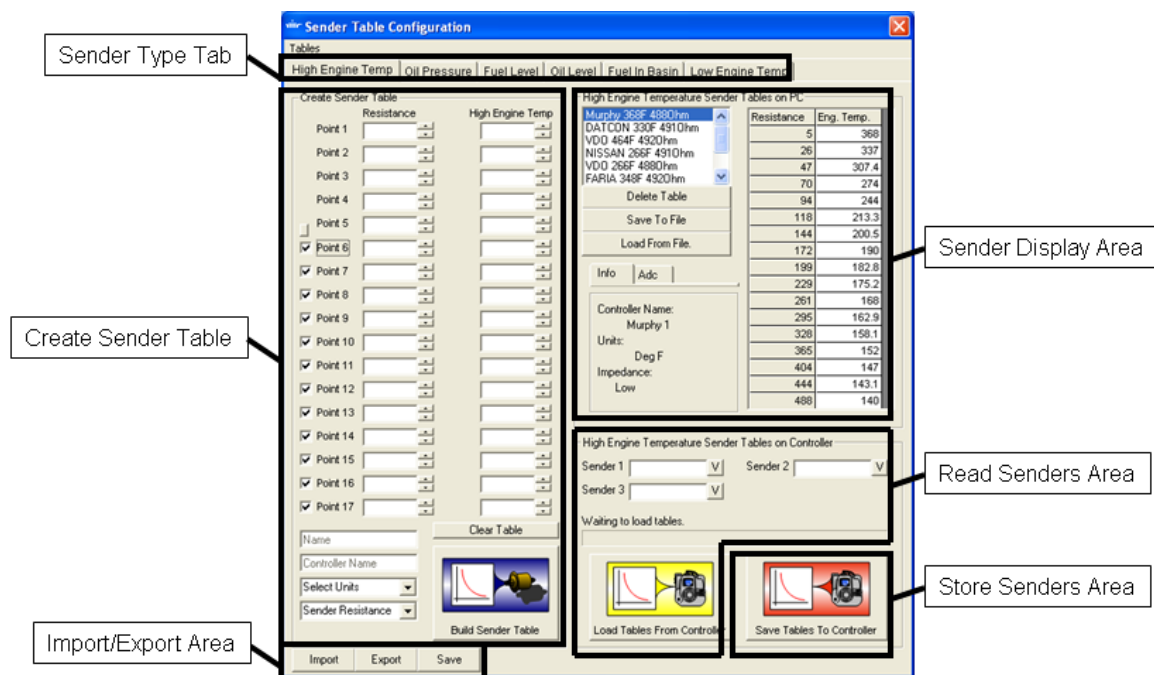 Sender Table Configuration
Tables
Sender Type Tab
High Engine Temp Oil Pressure Fuel Level Oil Level Fuel In Basin Low Engine Temp
Create Sender Table
Resistance High Engine Temp
Point 1
Point 2
Point 3
Point 4
Point 5
Point 6
Point 7
Point 8
Point 9
Point 10
Point 11
Point 12
Point 13
Point 14
Point 15
Point 16
Point 17
Name
Controller Name
Select Units
Sender Resistance
Clear Table
Build Sender Table
Create Sender Table
High Engine Temperature Sender Tables on PC
Murphy 368F 488Ohm
DATCON 330F 491Ohm
VDO 464F 492Ohm
NISSAN 266F 491Ohm
VDO 266F 488Ohm
FARIA 348F 492Ohm
Delete Table
Save To File
Load From File.
Info Adc
Controller Name:
Murphy 1
Units:
Deg F
Impedance:
Low
Resistance Eng. Temp.
5 368
26 337
47 307.4
70 274
94 244
118 213.3
144 200.5
172 190
199 182.8
229 175.2
261 168
295 162.9
328 158.1
365 152
404 147
444 143.1
488 140
Sender Display Area
High Engine Temperature Sender Tables on Controller
Sender 1 V Sender 2 V
Sender 3 V
Waiting to load tables.
Read Senders Area
Load Tables From Controller
Save Tables To Controller
Store Senders Area
Import/Export Area
Import Export Save